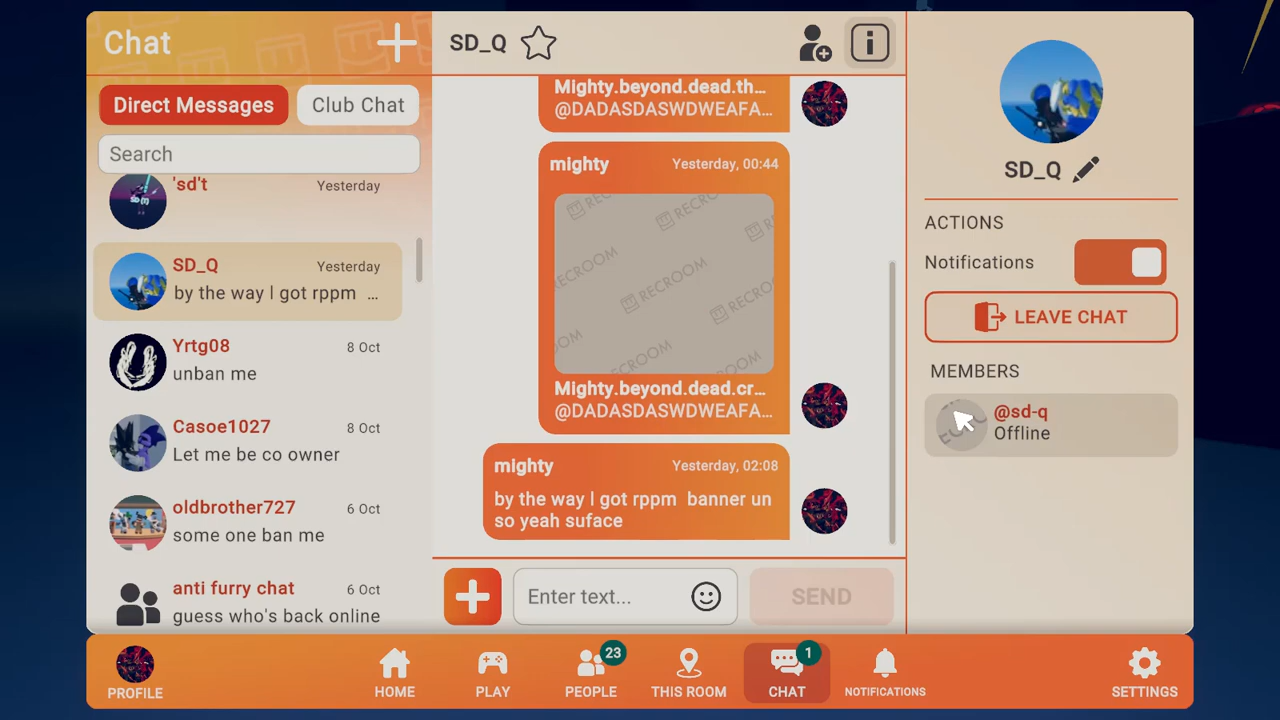 Chat
Direct Messages
Club Chat
Search
'sd't
Yesterday
SD_Q
Yesterday
by the way I got rppm ...
Yrtg08
8 Oct
unban me
Casoe1027
8 Oct
Let me be co owner
oldbrother727
6 Oct
some one ban me
anti furry chat
6 Oct
guess who's back online
SD_Q
Mighty.beyond.dead.th...
@DADASDASWDWEAFA...
mighty
Yesterday, 00:44
RECROOM
RECROOM
RECROOM
RECROOM
RECROOM
Mighty.beyond.dead.cr...
@DADASDASWDWEAFA...
mighty
Yesterday, 02:08
by the way I got rppm banner un
so yeah suface
Enter text...
SEND
SD_Q
ACTIONS
Notifications
LEAVE CHAT
MEMBERS
@sd-q
Offline
PROFILE
HOME
PLAY
23
PEOPLE
THIS ROOM
1
CHAT
NOTIFICATIONS
SETTINGS